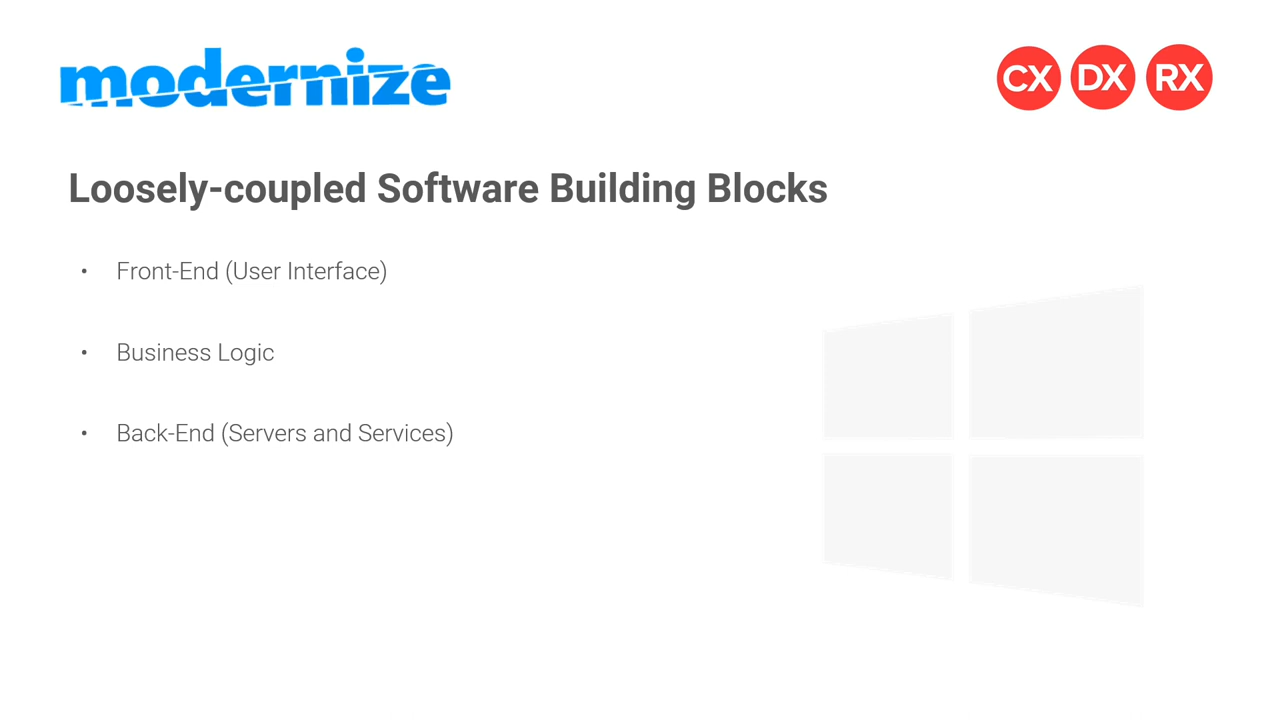 modernize
CX DX RX
Loosely-coupled Software Building Blocks
• Front-End (User Interface)
• Business Logic
• Back-End (Servers and Services)